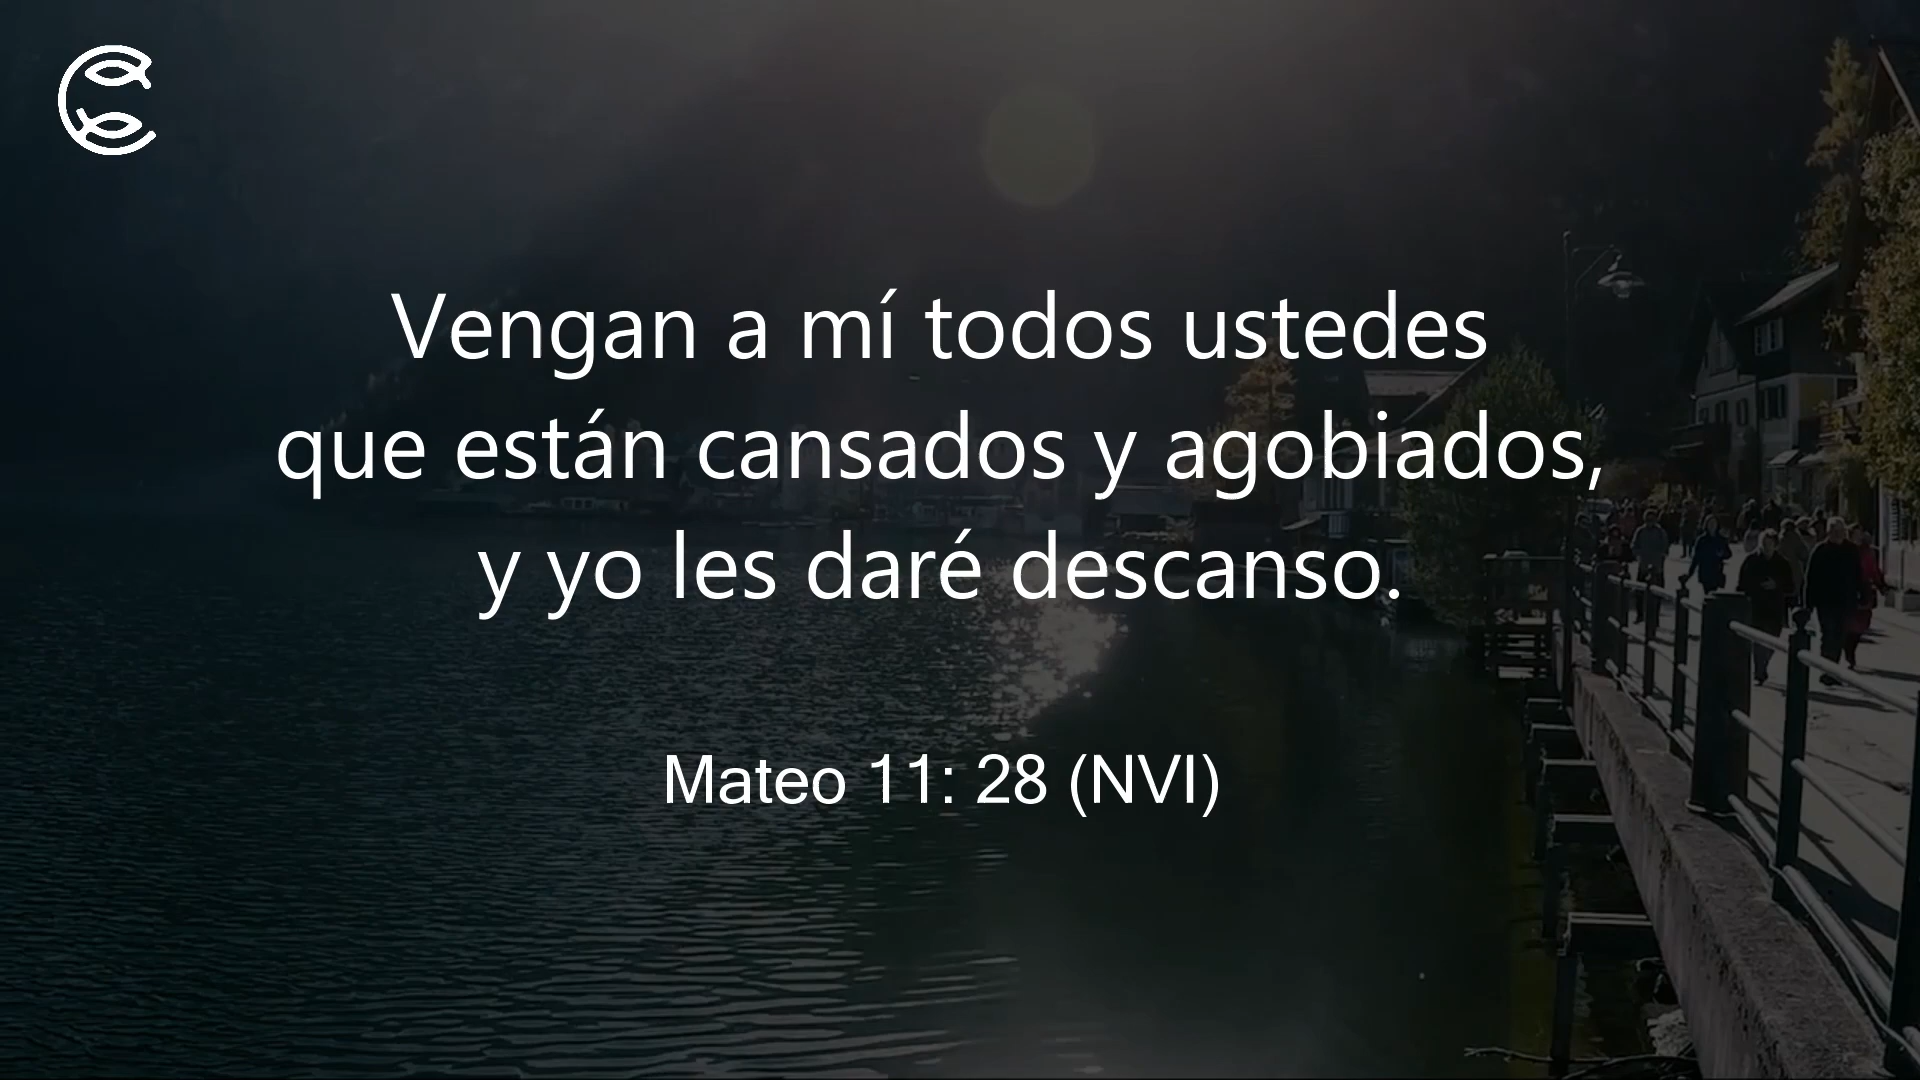 Vengan a mí todos ustedes
que están cansados y agobiados,
y yo les daré descanso.
Mateo 11: 28 (NVI)